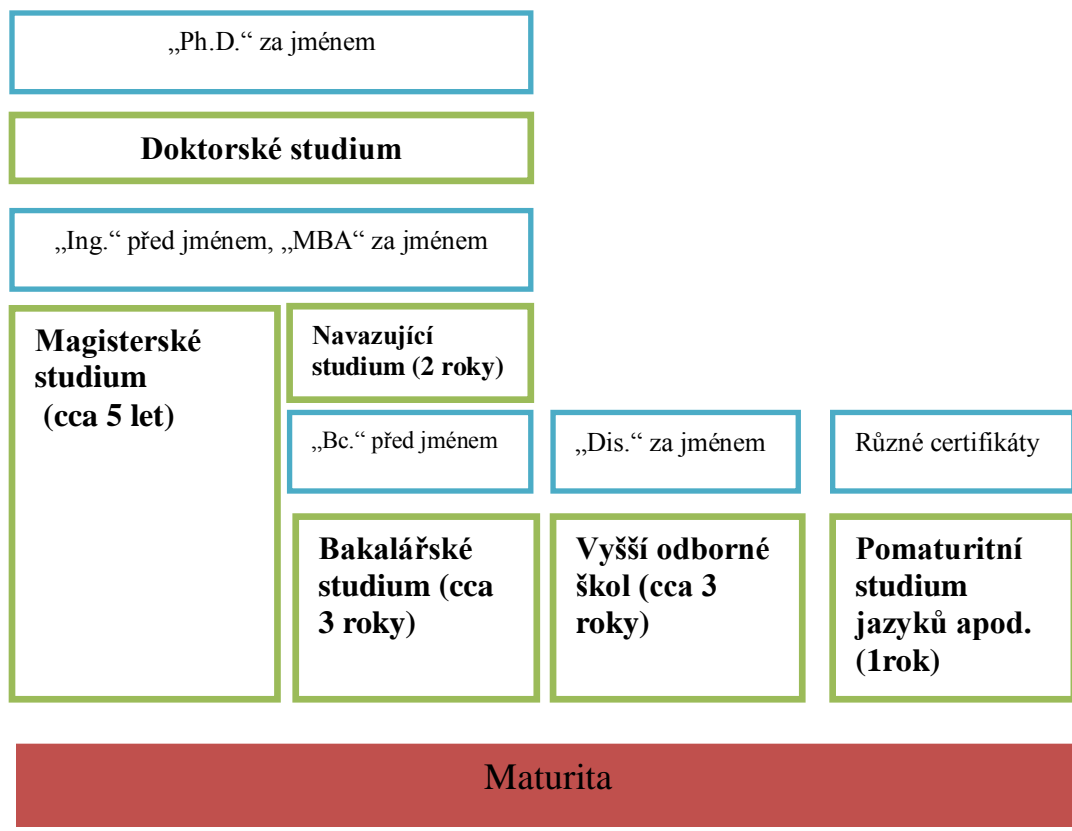 „Ph.D.“ za jménem
Doktorské studium
„Ing.“ před jménem, „MBA“ za jménem
Magisterské
studium
(cca 5 let)
Navazující
studium (2 roky)
„Bc.“ před jménem
„Dis.“ za jménem
Různé certifikáty
Bakalářské
studium (cca
3 roky)
Vyšší odborné
škol (cca 3
roky)
Pomaturitní
studium
jazyků apod.
(1rok)
Maturita